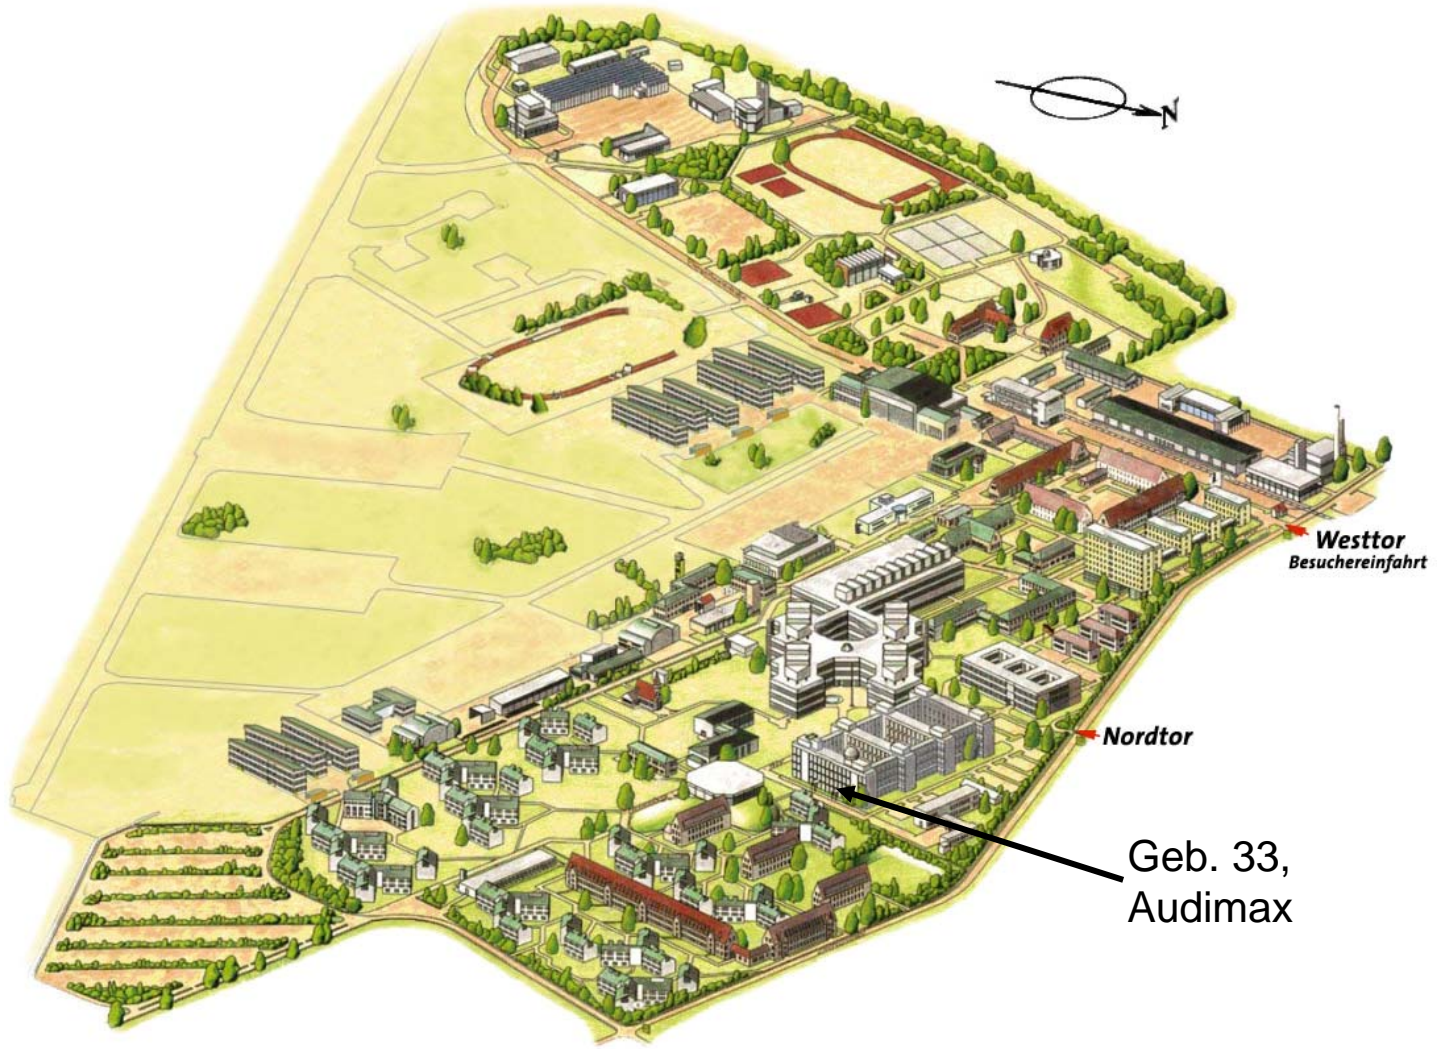 N
Westtor
Besuchereinfahrt
Nordtor
Geb. 33,
Audimax